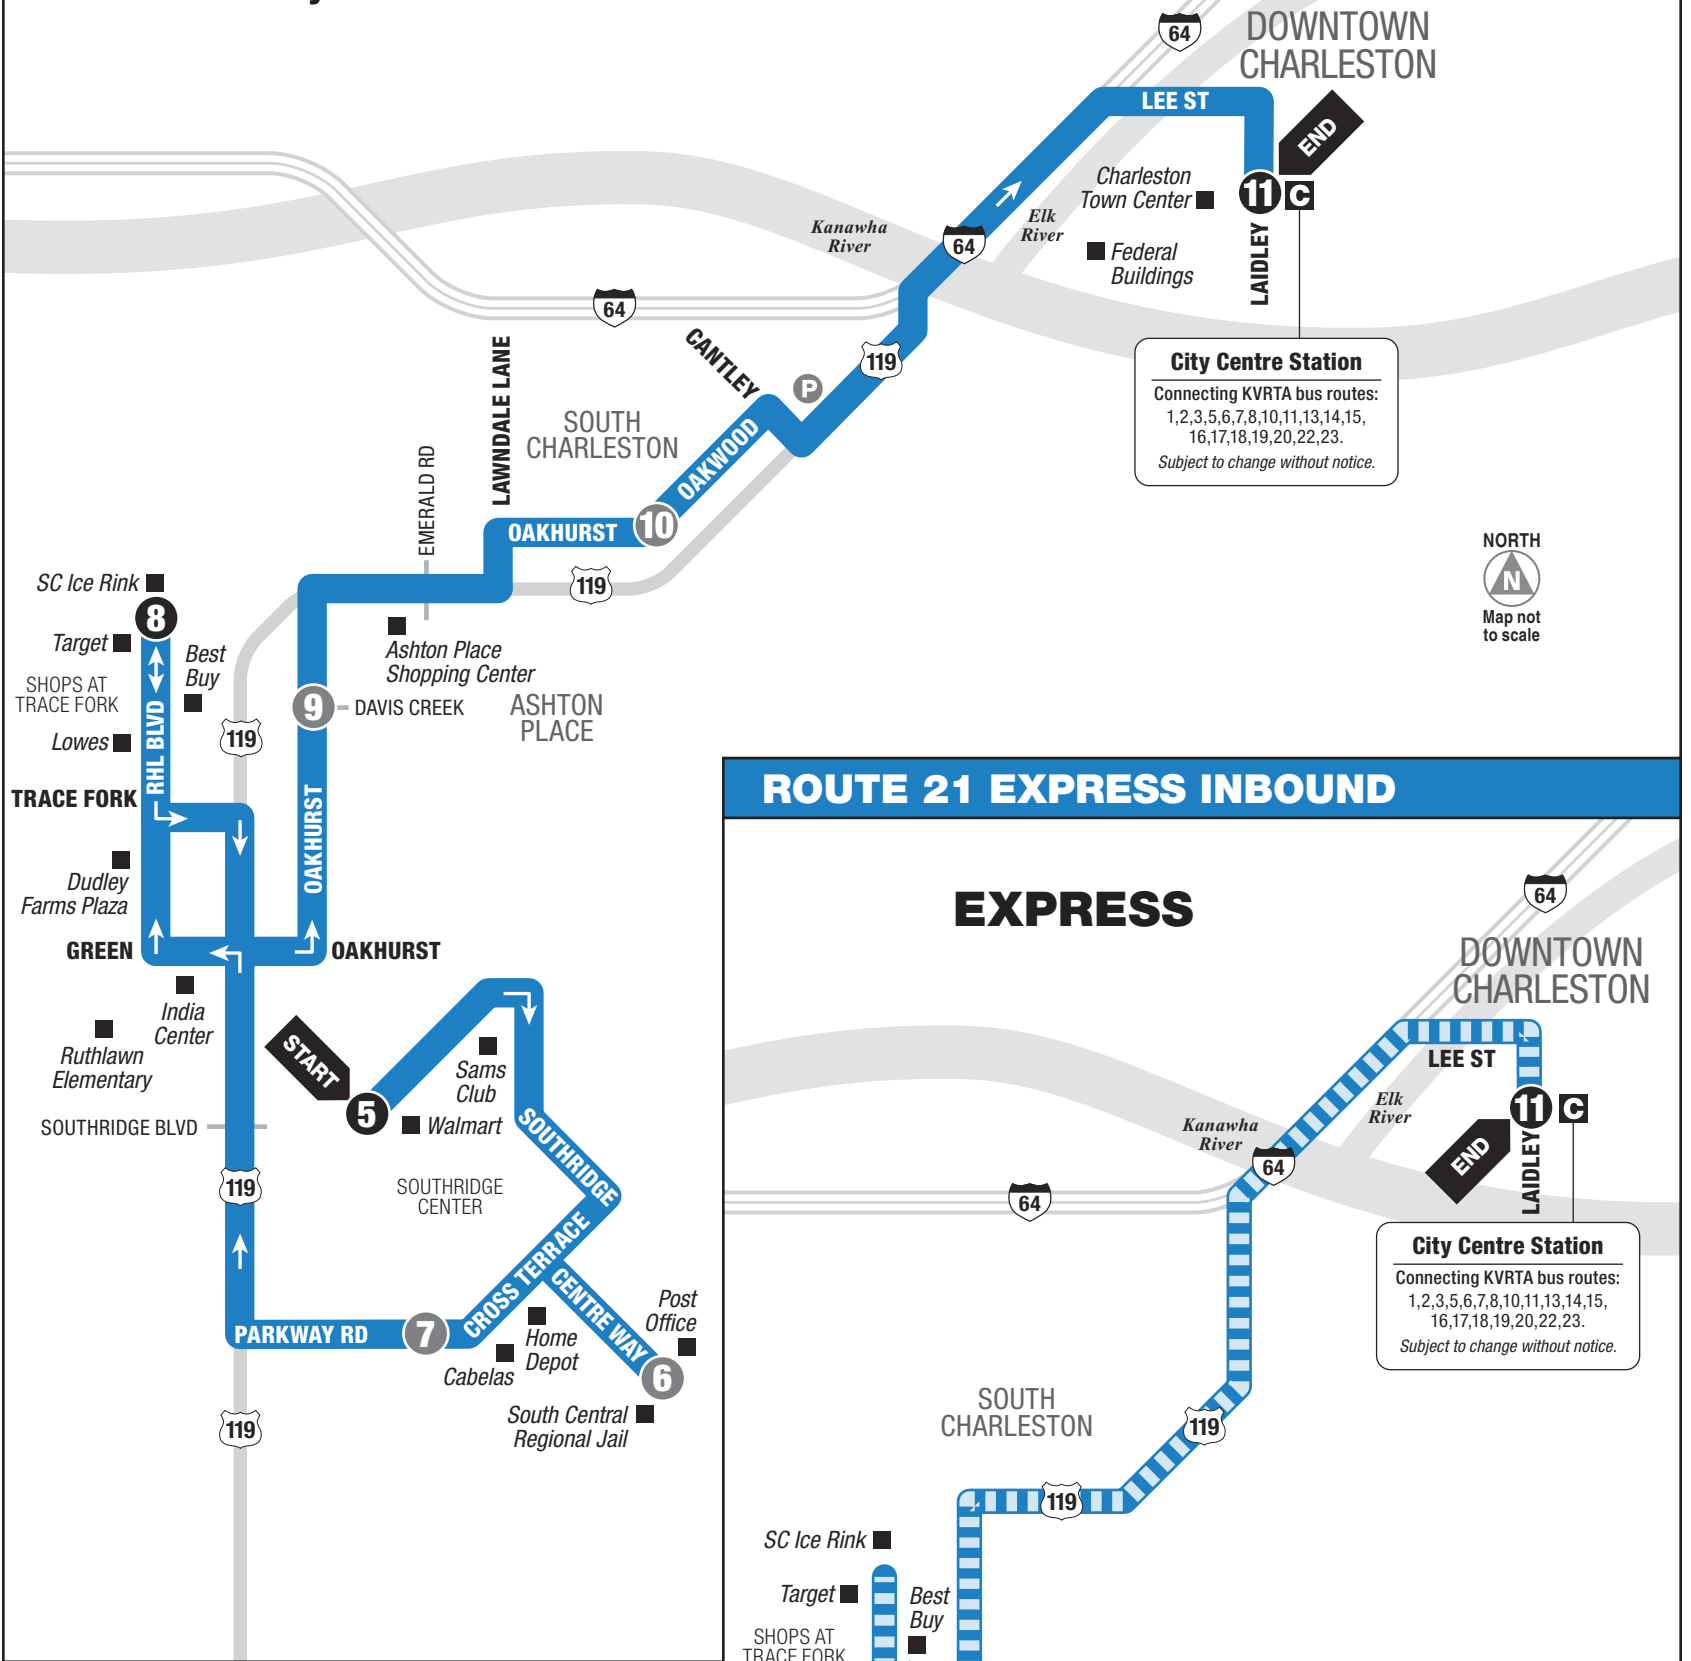 64
DOWNTOWN
CHARLESTON
LEE ST
END
Charleston
Town Center
11
C
Kanawha
River
Elk
River
64
Federal
Buildings
LAIDLEY
64
119
City Centre Station
Connecting KVRTA bus routes:
1,2,3,5,6,7,8,10,11,13,14,15,
16,17,18,19,20,22,23.
Subject to change without notice.
CANTLEY
P
LAWNDALE LANE
SOUTH
CHARLESTON
OAKWOOD
EMERALD RD
OAKHURST
10
119
NORTH
N
Map not
to scale
SC Ice Rink
8
Target
Best
Buy
SHOPS AT
TRACE FORK
Lowes
RHL BLVD
119
Ashton Place
Shopping Center
9
DAVIS CREEK
ASHTON
PLACE
TRACE FORK
OAKHURST
Dudley
Farms Plaza
GREEN
OAKHURST
India
Center
Ruthlawn
Elementary
START
5
Sams
Club
Walmart
SOUTHRIDGE BLVD
SOUTHRIDGE
119
SOUTHRIDGE
CENTER
CROSS TERRACE
CENTRE WAY
PARKWAY RD
7
Home
Depot
Cabelas
Post
Office
6
South Central
Regional Jail
119
ROUTE 21 EXPRESS INBOUND
EXPRESS
64
DOWNTOWN
CHARLESTON
LEE ST
Elk
River
Kanawha
River
11
C
END
LAIDLEY
64
64
City Centre Station
Connecting KVRTA bus routes:
1,2,3,5,6,7,8,10,11,13,14,15,
16,17,18,19,20,22,23.
Subject to change without notice.
SOUTH
CHARLESTON
119
119
SC Ice Rink
Target
Best
Buy
SHOPS AT
TRACE FORK